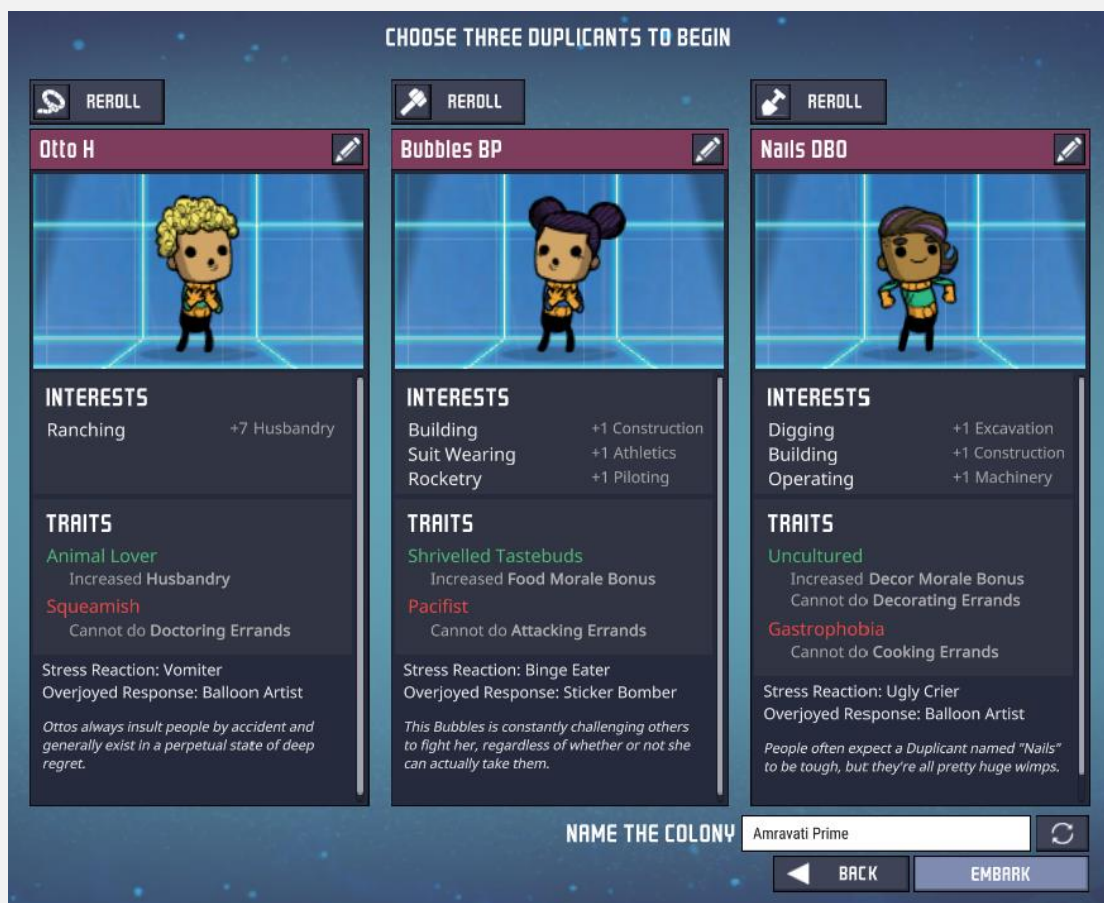 CHOOSE THREE DUPLICANTS TO BEGIN
REROLL
Otto H
INTERESTS
Ranching +7 Husbandry
TRAITS
Animal Lover
Increased Husbandry
Squeamish
Cannot do Doctoring Errands
Stress Reaction: Vomiter
Overjoyed Response: Balloon Artist
Ottos always insult people by accident and
generally exist in a perpetual state of deep
regret.
REROLL
Bubbles BP
INTERESTS
Building +1 Construction
Suit Wearing +1 Athletics
Rocketry +1 Piloting
TRAITS
Shrivelled Tastebuds
Increased Food Morale Bonus
Pacifist
Cannot do Attacking Errands
Stress Reaction: Binge Eater
Overjoyed Response: Sticker Bomber
This Bubbles is constantly challenging others
to fight her, regardless of whether or not she
can actually take them.
REROLL
Nails DBO
INTERESTS
Digging +1 Excavation
Building +1 Construction
Operating +1 Machinery
TRAITS
Uncultured
Increased Decor Morale Bonus
Cannot do Decorating Errands
Gastrophobia
Cannot do Cooking Errands
Stress Reaction: Ugly Crier
Overjoyed Response: Balloon Artist
People often expect a Duplicant named "Nails"
to be tough, but they're all pretty huge wimps.
NAME THE COLONY Amravati Prime
BACK EMBARK